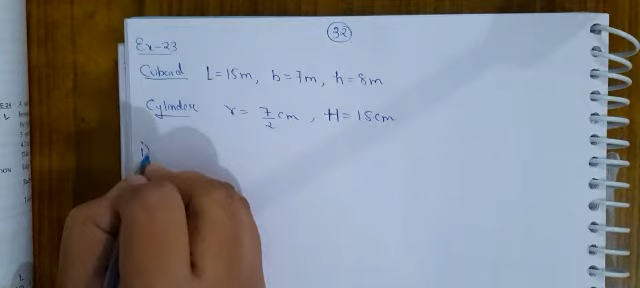 32
Ex-23
Cuboid L=15m, b=7m, h=8m
Cylinder r= 7/2 cm, H=15cm
i)